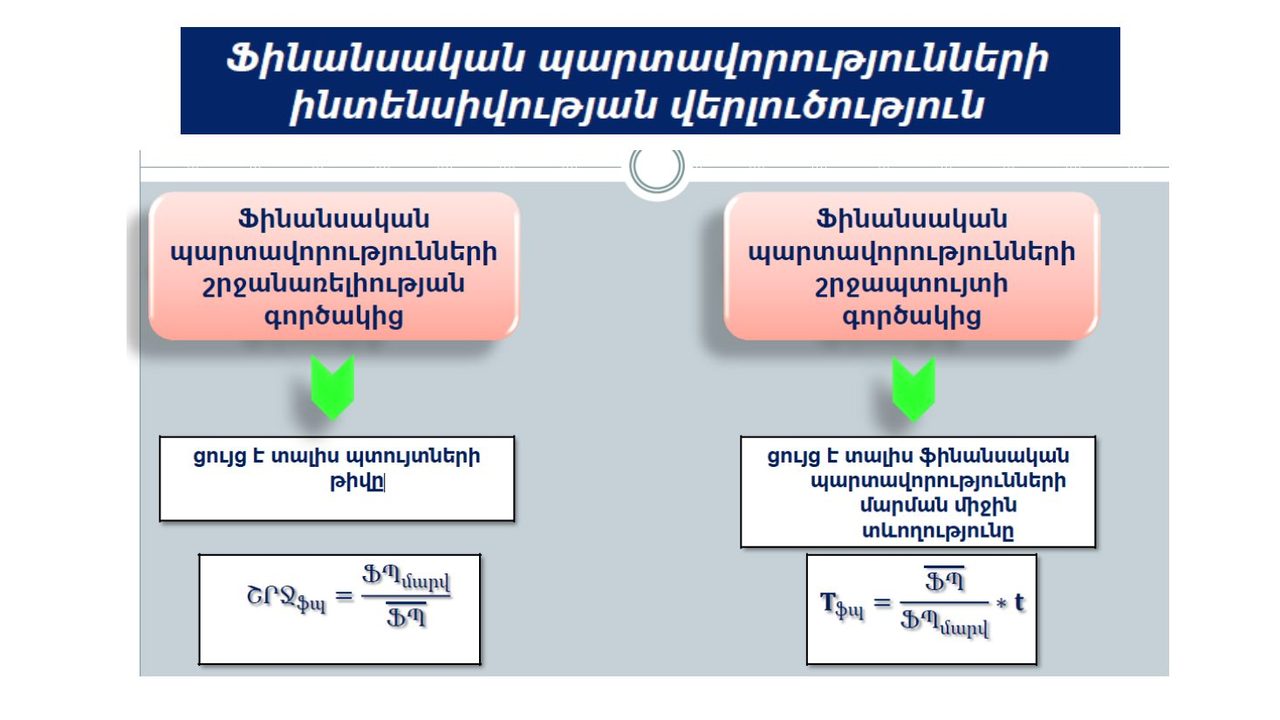 Ֆինանսական պարտավորությունների
ինտենսիվության վերլուծություն
Ֆինանսական
պարտավորությունների
շրջանառելիության
գործակից
ցույց է տալիս պտույտների
թիվը
ՇՐՋֆպ = ՖՊմարվ / ՖՊ
Ֆինանսական
պարտավորությունների
շրջապտույտի
գործակից
ցույց է տալիս ֆինանսական
պարտավորությունների
մարման միջին
տևողությունը
Tֆպ = ՖՊ / ՖՊմարվ * t